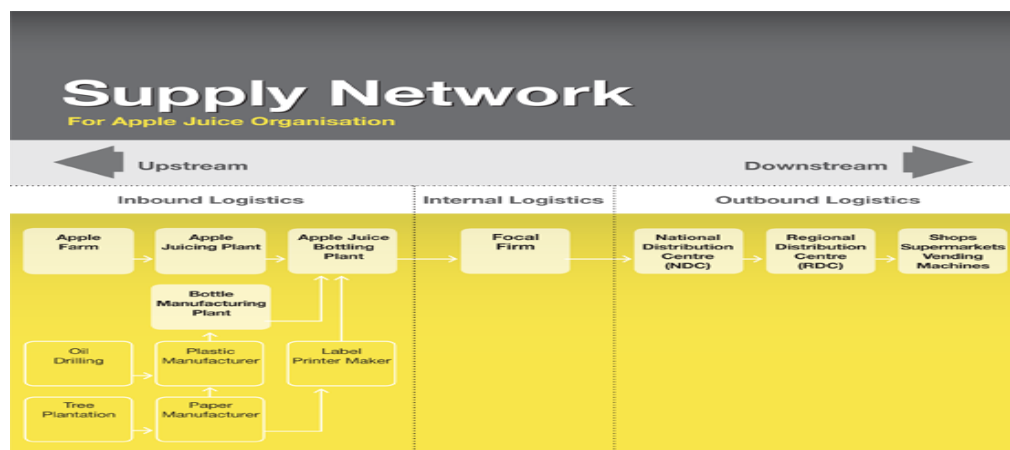 Supply Network
For Apple Juice Organisation
Upstream
Downstream
Inbound Logistics
Internal Logistics
Outbound Logistics
Apple
Farm
Apple
Juicing Plant
Apple Juice
Bottling
Plant
Focal
Firm
National
Distribution
Centre
(NDC)
Regional
Distribution
Centre
(RDC)
Shops
Supermarkets
Vending
Machines
Bottle
Manufacturing
Plant
Oil
Drilling
Plastic
Manufacturer
Label
Printer Maker
Tree
Plantation
Paper
Manufacturer